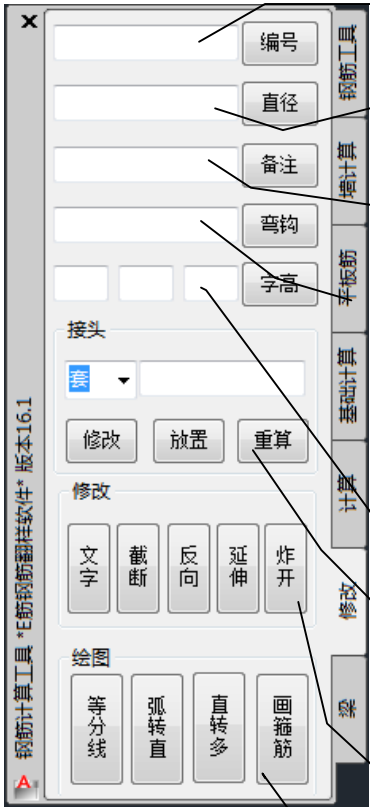 编号
直径
备注
弯钩
字高
接头
套
修改
放置
重算
修改
文字
截断
反向
延伸
炸开
绘图
等分线
弧转直
直转多
画箍筋
钢筋工具
墙计算
平板筋
基础计算
计算
修改
梁
钢筋计算工具 *E筋钢筋翻样软件* 版本16.1